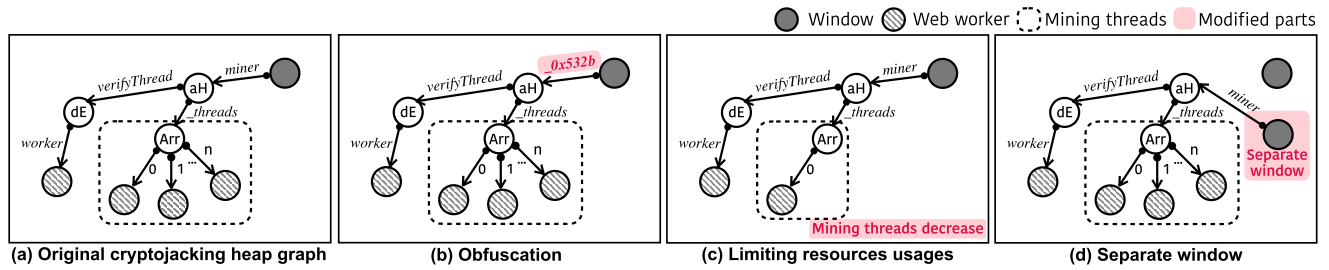 Window Web worker Mining threads Modified parts
miner
verifyThread
aH
dE
_threads
worker
Arr
n
0 1 ...
(a) Original cryptojacking heap graph
_0x532b
verifyThread
aH
dE
_threads
worker
Arr
n
0 1 ...
(b) Obfuscation
miner
verifyThread
aH
dE
_threads
worker
Arr
0
Mining threads decrease
(c) Limiting resources usages
verifyThread
aH
miner
dE
_threads
worker
Arr
n
0 1 ...
Separate
window
(d) Separate window